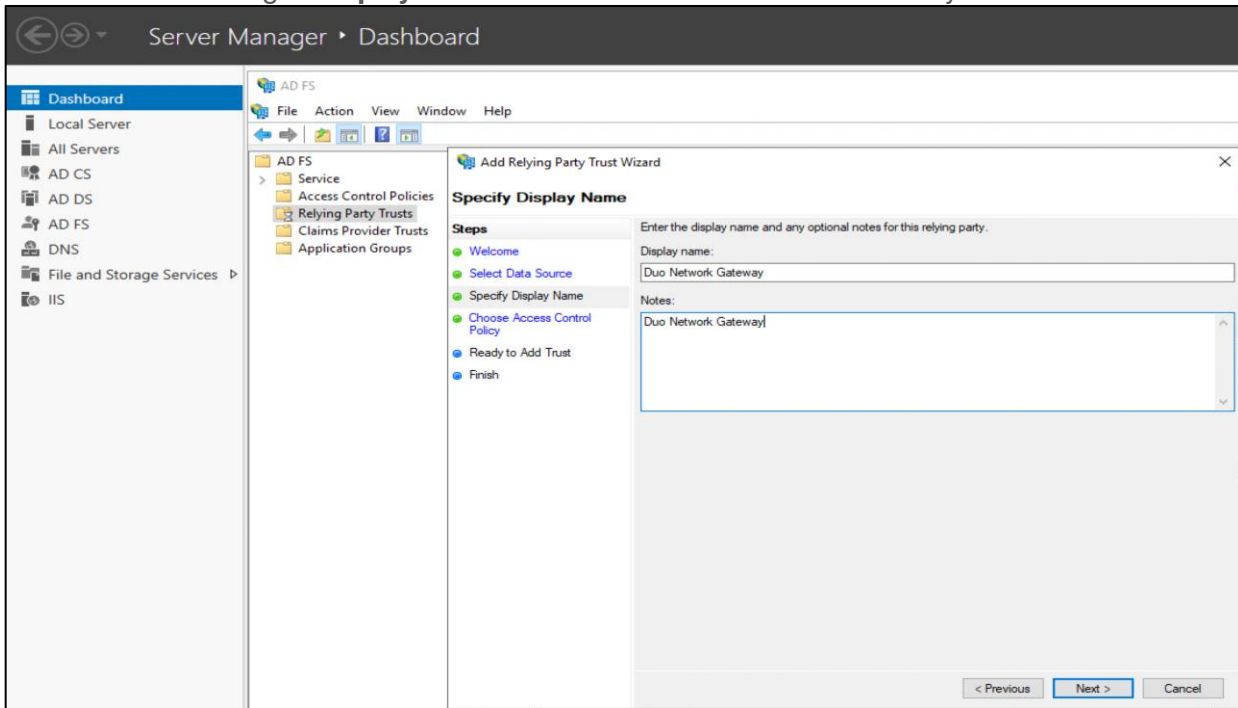 Server Manager ‣ Dashboard
Dashboard
Local Server
All Servers
AD CS
AD DS
AD FS
DNS
File and Storage Services
IIS
AD FS
File Action View Window Help
AD FS
Service
Access Control Policies
Relying Party Trusts
Claims Provider Trusts
Application Groups
Add Relying Party Trust Wizard
Specify Display Name
Steps
Welcome
Select Data Source
Specify Display Name
Choose Access Control
Policy
Ready to Add Trust
Finish
Enter the display name and any optional notes for this relying party.
Display name:
Duo Network Gateway
Notes:
Duo Network Gateway
< Previous Next > Cancel